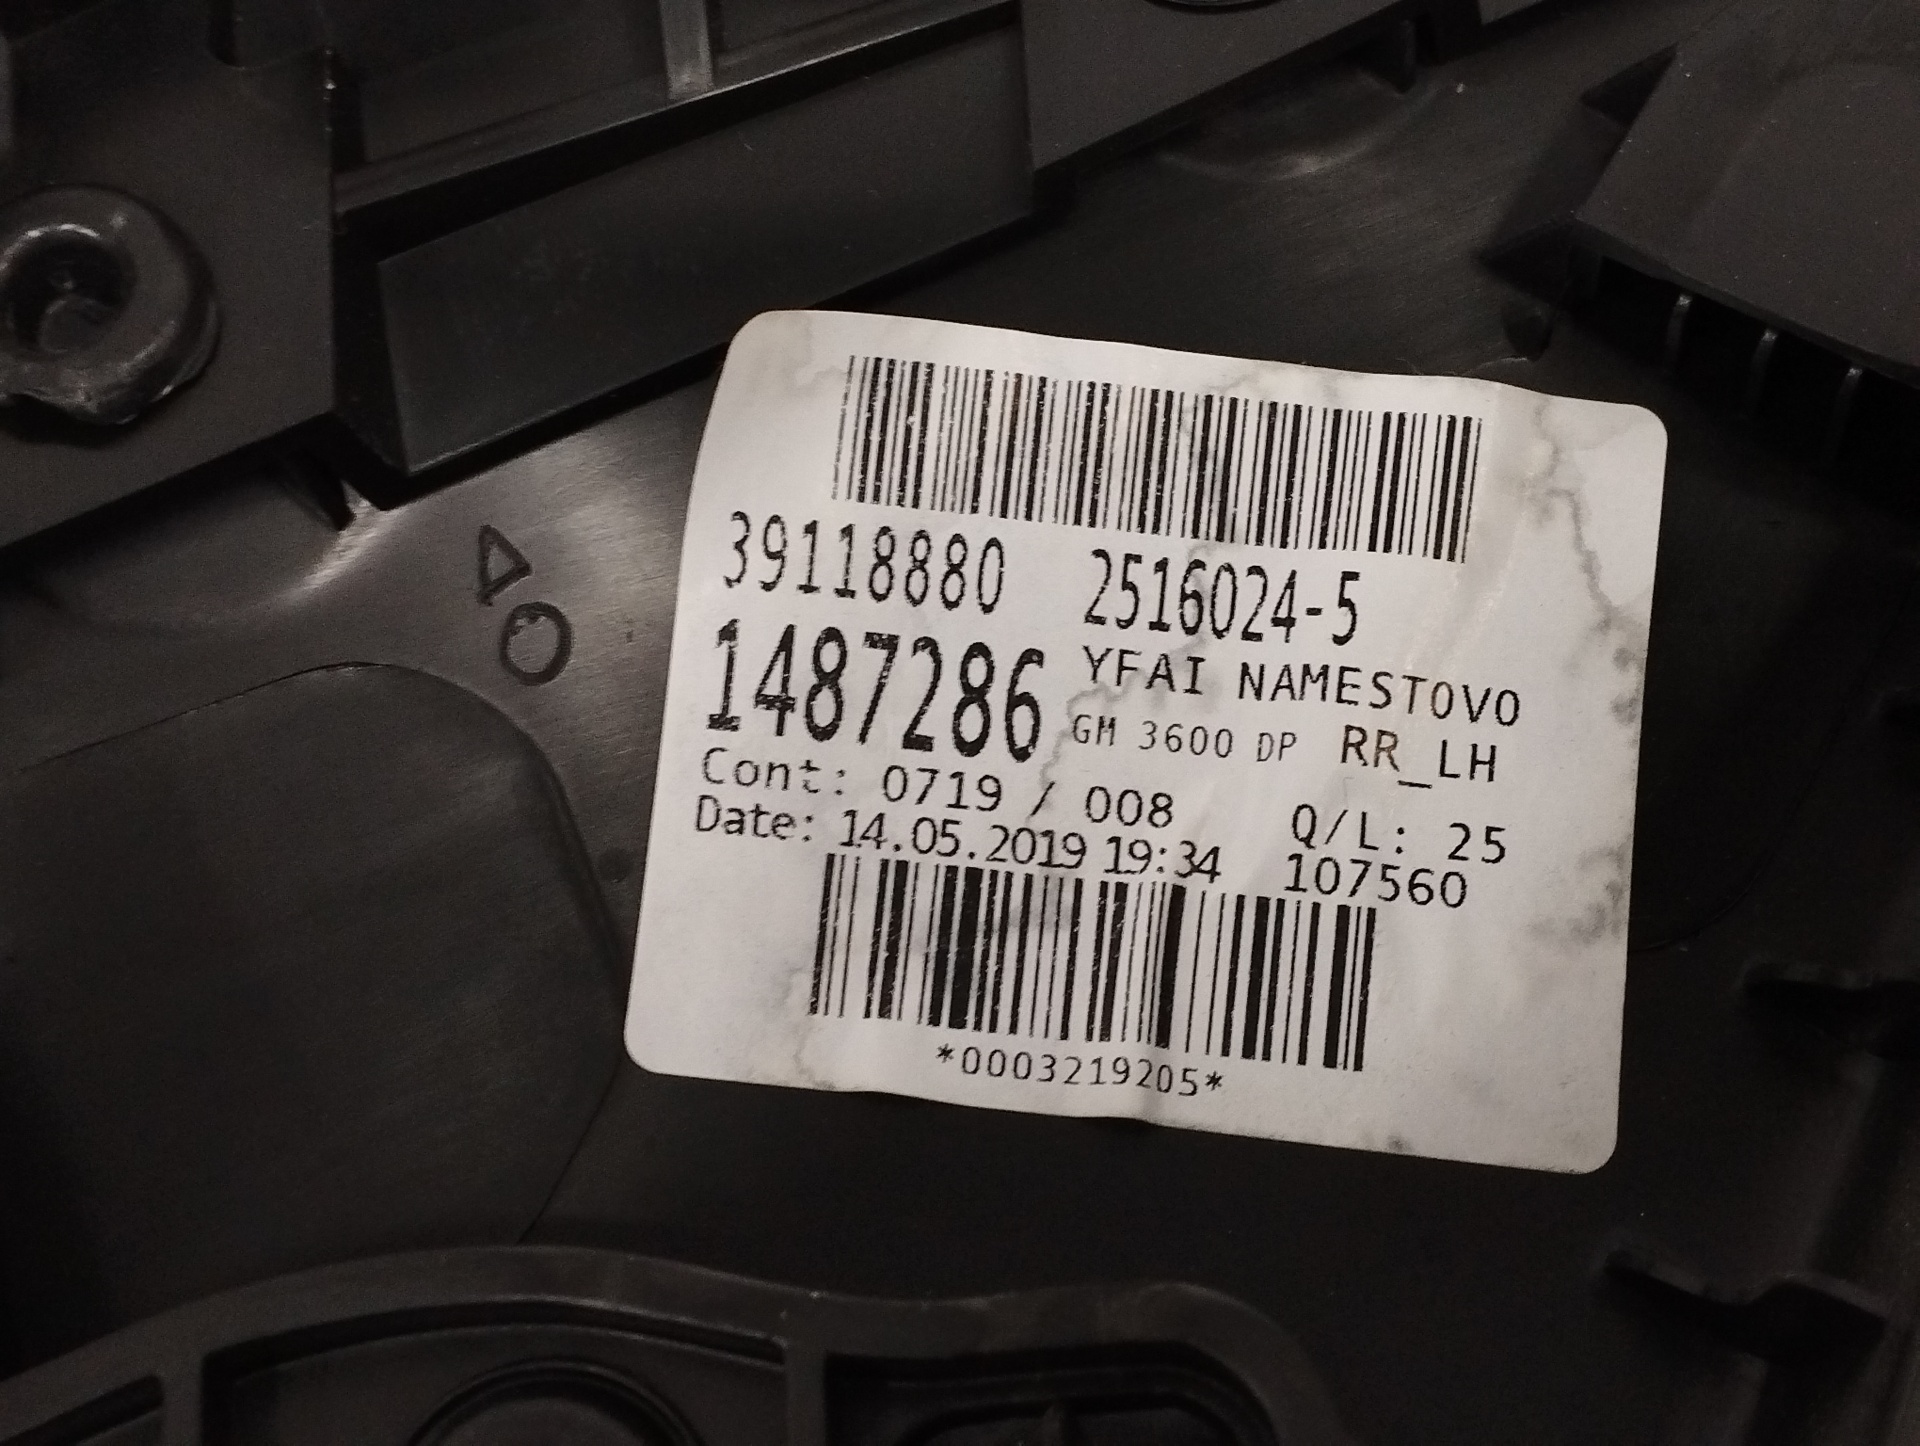 39118880 2516024-5
1487286 YFAI NAMESTOVO
GM 3600 DP RR_LH
Cont: 0719 / 008 Q/L: 25
Date: 14.05.2019 19:34 107560
*0003219205*